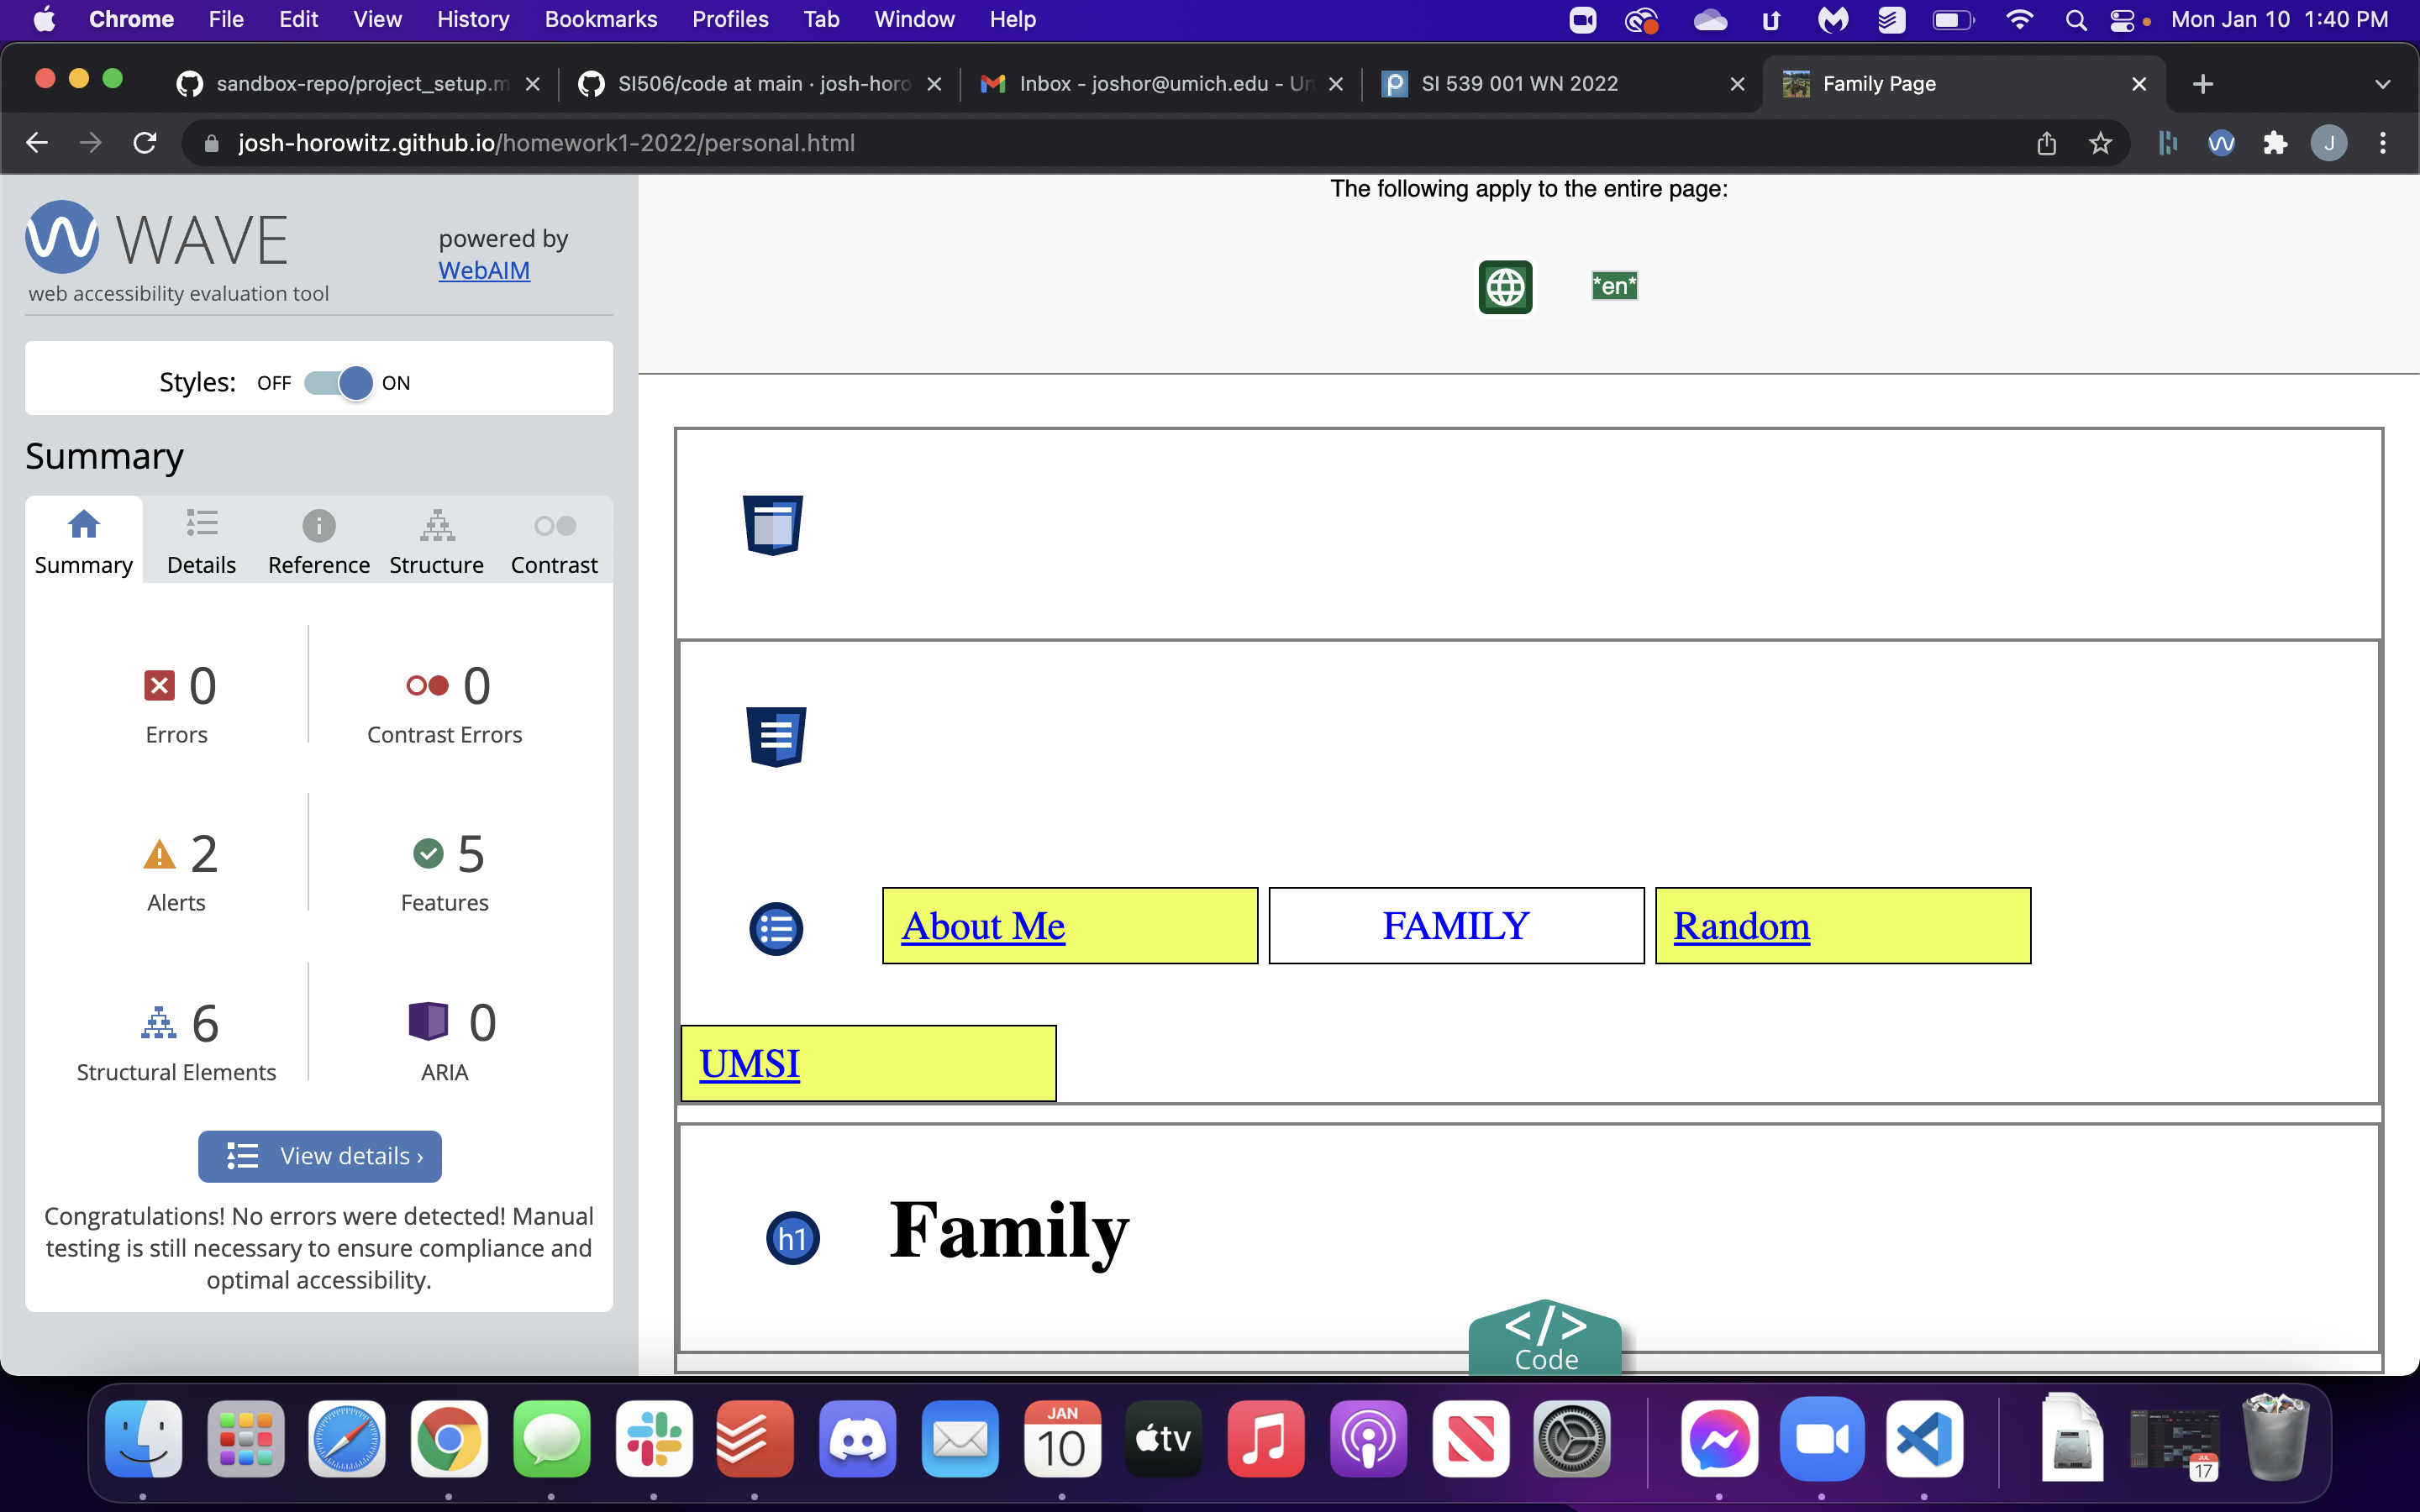 Chrome File Edit View History Bookmarks Profiles Tab Window Help Mon Jan 10 1:40 PM
sandbox-repo/project_setup.m SI506/code at main · josh-horo Inbox - joshor@umich.edu - Un SI 539 001 WN 2022 Family Page
josh-horowitz.github.io/homework1-2022/personal.html J
WAVE
powered by
WebAIM
web accessibility evaluation tool
Styles: OFF ON
Summary
Summary Details Reference Structure Contrast
0 0
Errors Contrast Errors
2 5
Alerts Features
6 0
Structural Elements ARIA
View details ›
Congratulations! No errors were detected! Manual
testing is still necessary to ensure compliance and
optimal accessibility.
The following apply to the entire page:
*en*
About Me FAMILY Random
UMSI
h1 Family
</>
Code
JAN
10
tv
JUL
17